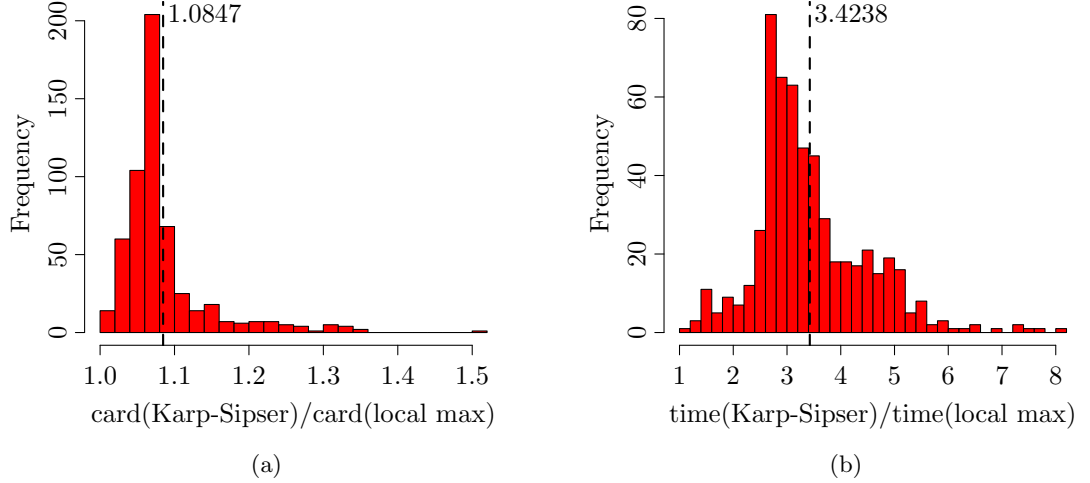 1.0847
Frequency
0
50
100
150
200
1.0 1.1 1.2 1.3 1.4 1.5
card(Karp-Sipser)/card(local max)
(a)
3.4238
Frequency
0
20
40
60
80
1 2 3 4 5 6 7 8
time(Karp-Sipser)/time(local max)
(b)